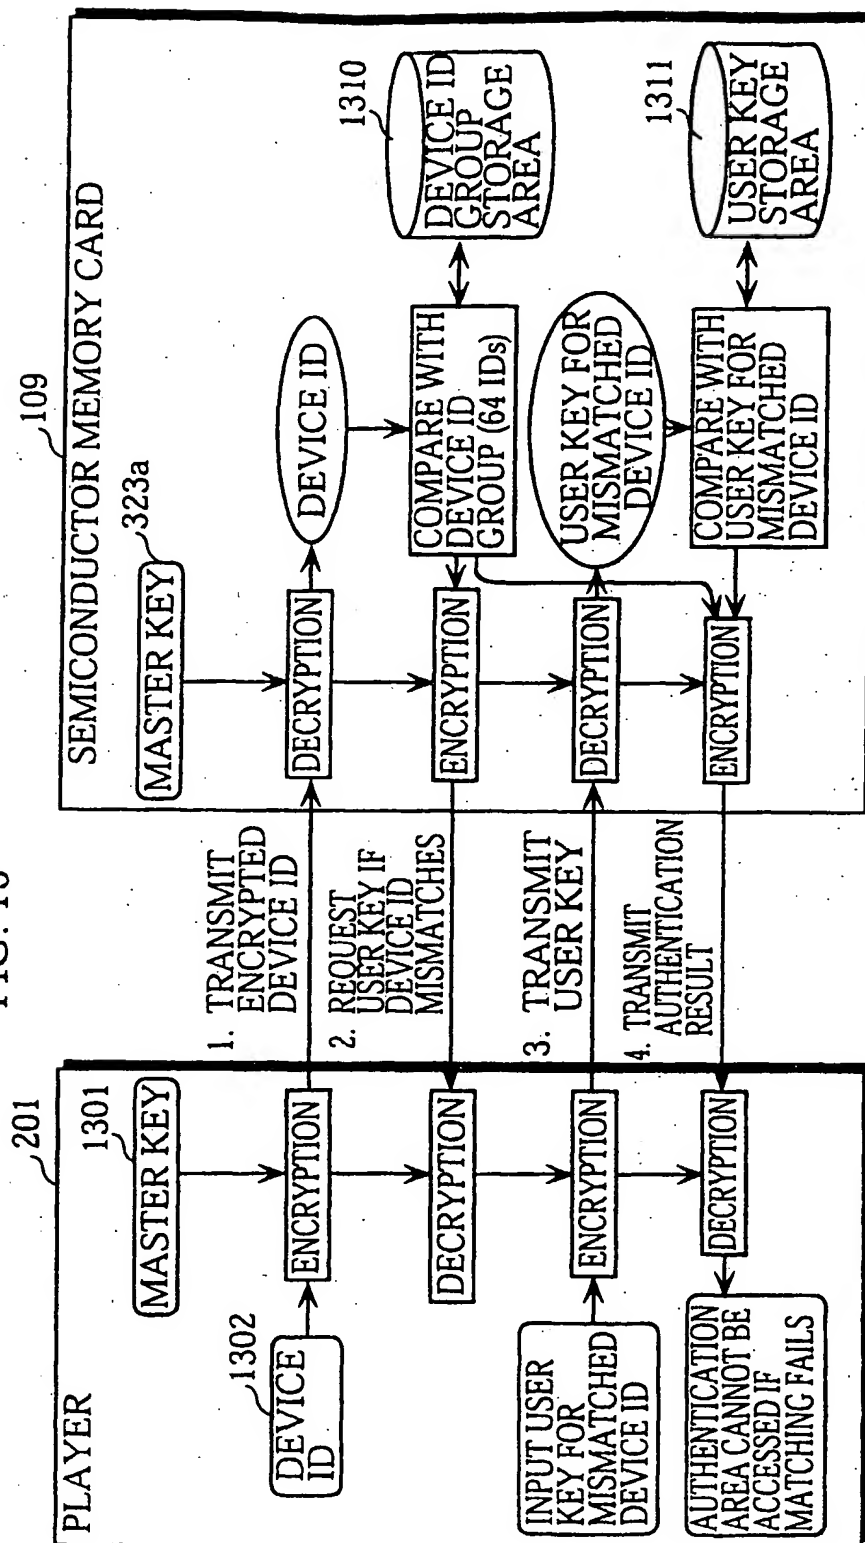 FIG.
PLAYER
201
MASTER KEY
1301
DEVICE
ID
1302
ENCRYPTION
DECRYPTION
INPUT USER
KEY FOR
MISMATCHED
DEVICE ID
ENCRYPTION
DECRYPTION
AUTHENTICATION
AREA CANNOT BE
ACCESSED IF
MATCHING FAILS
1. TRANSMIT
ENCRYPTED
DEVICE ID
2. REQUEST
USER KEY IF
DEVICE
MISMATCHES
3. TRANSMIT
USER KEY
4. TRANSMIT
AUTHENTICATION
RESULT
SEMICONDUCTOR MEMORY CARD
109
MASTER KEY
323a
DECRYPTION
DEVICE ID
ENCRYPTION
COMPARE WITH
DEVICE ID
GROUP (64 IDs)
1310
DEVICE ID
GROUP
STORAGE
AREA
DECRYPTION
USER KEY FOR
MISMATCHED
DEVICE ID
ENCRYPTION
COMPARE WITH
USER KEY FOR
MISMATCHED
DEVICE ID
1311
USER KEY
STORAGE
AREA